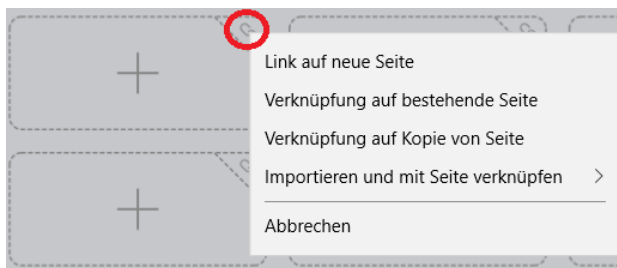 Link auf neue Seite
Verknüpfung auf bestehende Seite
Verknüpfung auf Kopie von Seite
Importieren und mit Seite verknüpfen
Abbrechen